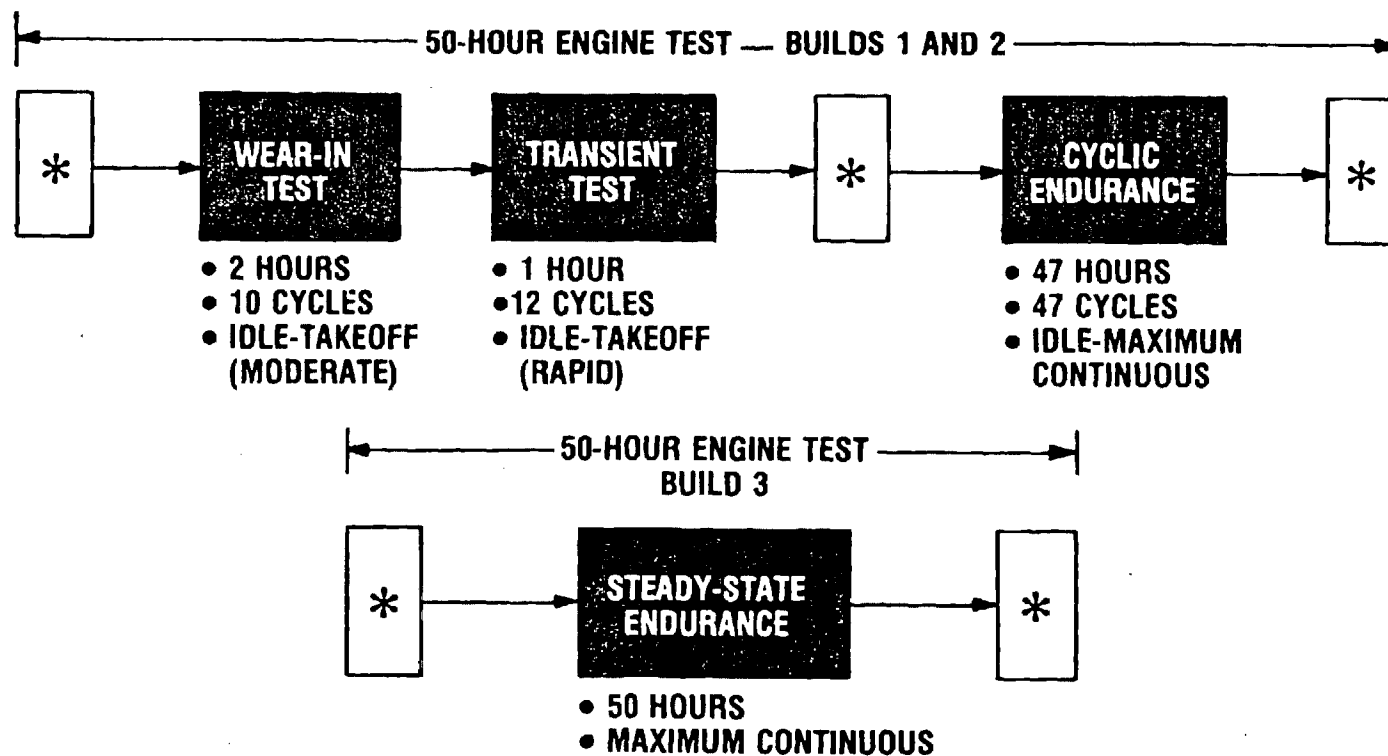 50-HOUR ENGINE TEST — BUILDS 1 AND 2
*
WEAR-IN
TEST
TRANSIENT
TEST
*
CYCLIC
ENDURANCE
*
• 2 HOURS
• 10 CYCLES
• IDLE-TAKEOFF
(MODERATE)
• 1 HOUR
•12 CYCLES
• IDLE-TAKEOFF
(RAPID)
• 47 HOURS
• 47 CYCLES
• IDLE-MAXIMUM
CONTINUOUS
50-HOUR ENGINE TEST
BUILD 3
*
STEADY-STATE
ENDURANCE
*
• 50 HOURS
• MAXIMUM CONTINUOUS